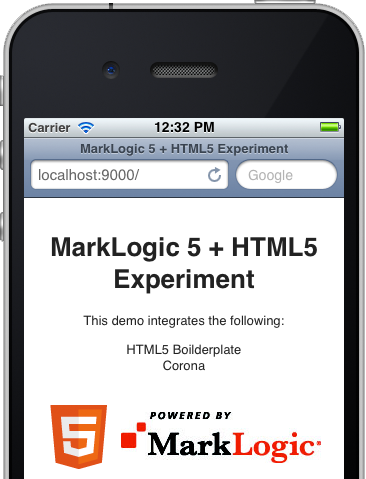 Carrier 12:32 PM
MarkLogic 5 + HTML5 Experiment
localhost:9000/ Google
MarkLogic 5 + HTML5
Experiment
This demo integrates the following:
HTML5 Boilderplate
Corona
5 POWERED BY
MarkLogic